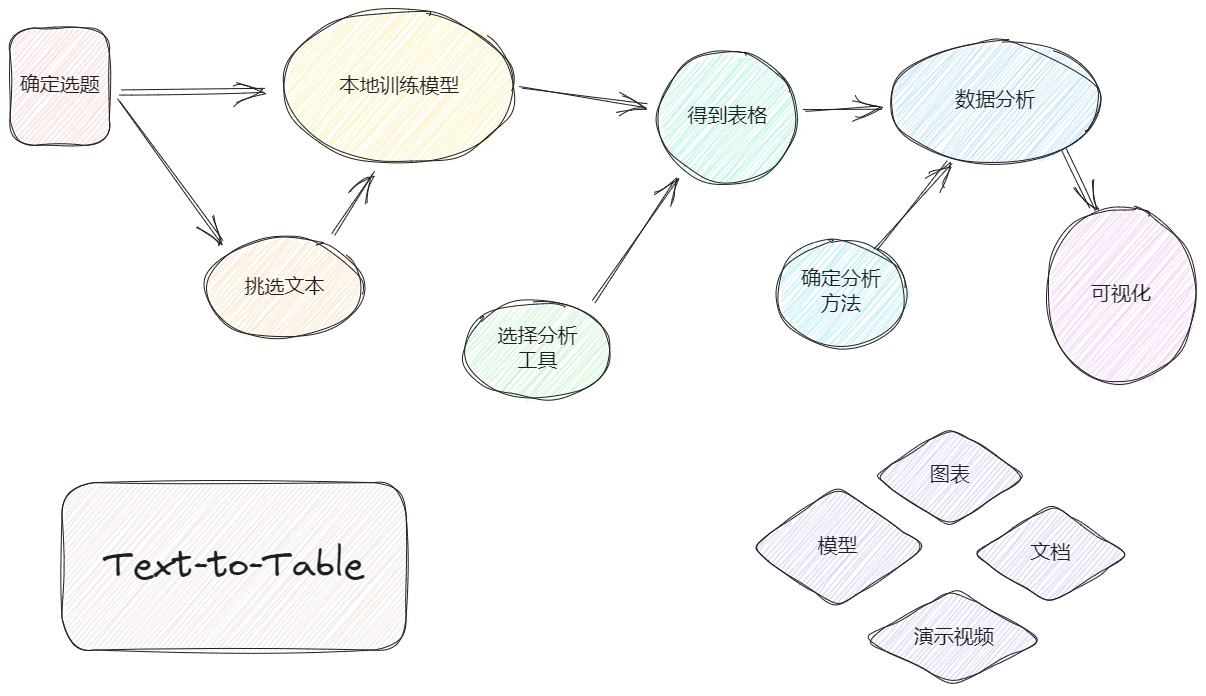 确定选题
本地训练模型
得到表格
数据分析
挑选文本
选择分析
工具
确定分析
方法
可视化
Text-to-Table
图表
模型
文档
演示视频